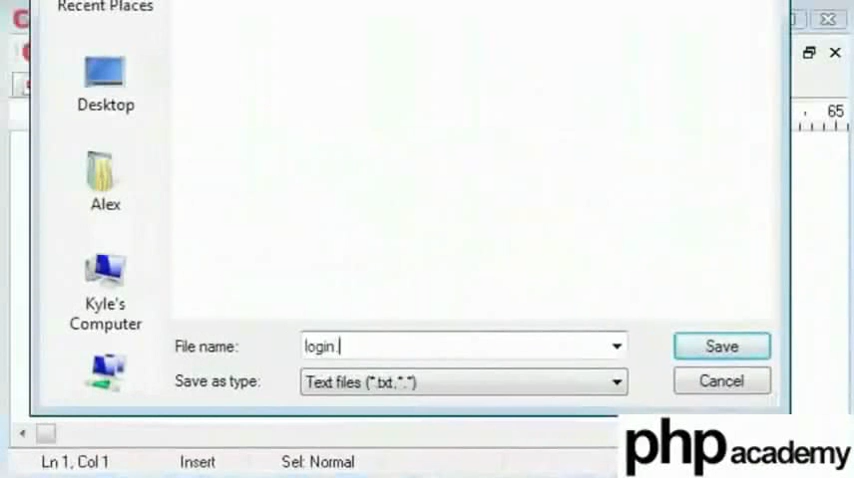 Recent Places
65
Desktop
Alex
Kyle's
Computer
File name: login. Save
Save as type: Text files (*.txt,*.*) Cancel
Ln 1, Col 1 Insert Sel: Normal
php academy